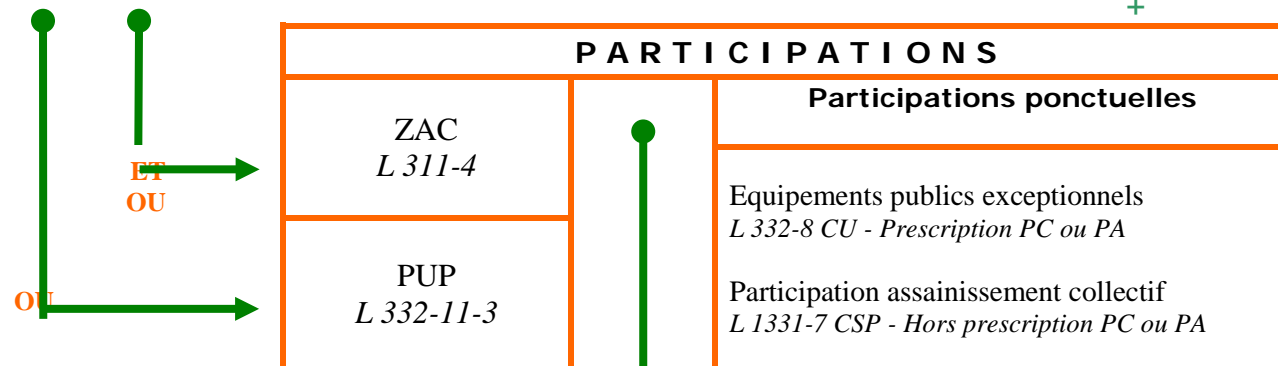 +
PARTICIPATIONS
Participations ponctuelles
ZAC
L 311-4
ET
OU
Equipements publics exceptionnels
L 332-8 CU - Prescription PC ou PA
PUP
L 332-11-3
OU
Participation assainissement collectif
L 1331-7 CSP - Hors prescription PC ou PA